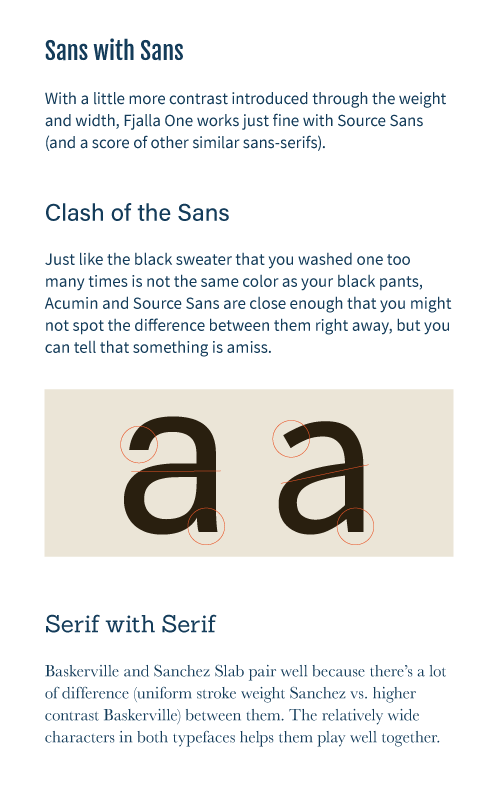 Sans with Sans
With a little more contrast introduced through the weight
and width, Fjalla One works just fine with Source Sans
(and a score of other similar sans-serifs).
Clash of the Sans
Just like the black sweater that you washed one too
many times is not the same color as your black pants,
Acumin and Source Sans are close enough that you might
not spot the difference between them right away, but you
can tell that something is amiss.
a a
Serif with Serif
Baskerville and Sanchez Slab pair well because there's a lot
of difference (uniform stroke weight Sanchez vs. higher
contrast Baskerville) between them. The relatively wide
characters in both typefaces helps them play well together.